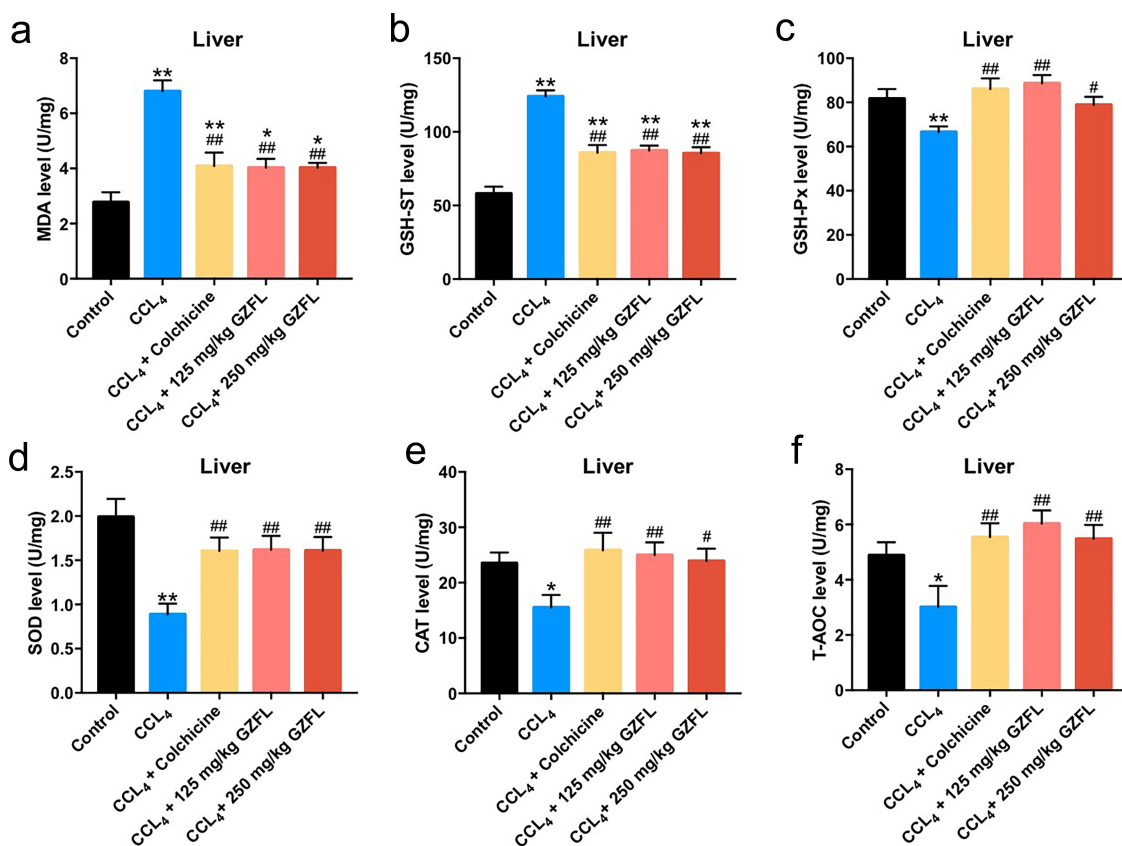 a
Liver
MDA level (U/mg)
8
6
4
2
0
**
**
##
*
##
*
##
Control
CCL₄
CCL₄ + Colchicine
CCL₄ + 125 mg/kg GZFL
CCL₄+ 250 mg/kg GZFL
b
Liver
GSH-ST (U/mg)
150
100
50
0
**
**
##
**
##
**
##
Control
CCL₄
CCL₄ + Colchicine
CCL₄ + 125 mg/kg GZFL
CCL₄+ 250 mg/kg GZFL
c
Liver
GSH-Px level (U/mg)
100
80
60
40
20
0
**
##
##
#
Control
CCL₄
CCL₄ + Colchicine
CCL₄ + 125 mg/kg GZFL
CCL₄+ 250 mg/kg GZFL
d
Liver
SOD level (U/mg)
2.5
2.0
1.5
1.0
0.5
0.0
**
##
##
##
Control
CCL₄
CCL₄ + Colchicine
CCL₄ + 125 mg/kg GZFL
CCL₄+ 250 mg/kg GZFL
e
Liver
CAT level (U/mg)
40
30
20
10
0
*
##
##
#
Control
CCL₄
CCL₄ + Colchicine
CCL₄ + 125 mg/kg GZFL
CCL₄+ 250 mg/kg GZFL
f
Liver
T-AOC level (U/mg)
8
6
4
2
0
*
##
##
##
Control
CCL₄
CCL₄ + Colchicine
CCL₄ + 125 mg/kg GZFL
CCL₄+ 250 mg/kg GZFL